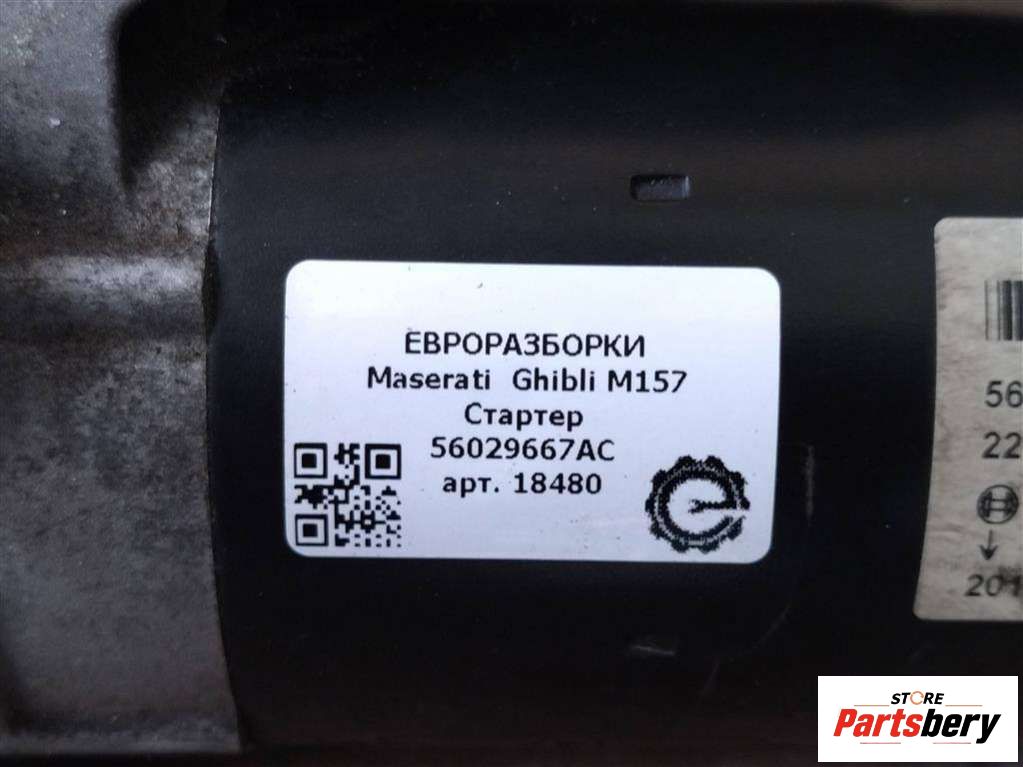 ЕВРОРАЗБОРКИ
Maserati Ghibli M157
Стартер
56029667AC
арт. 18480
56
22
201
STORE
Partsbery